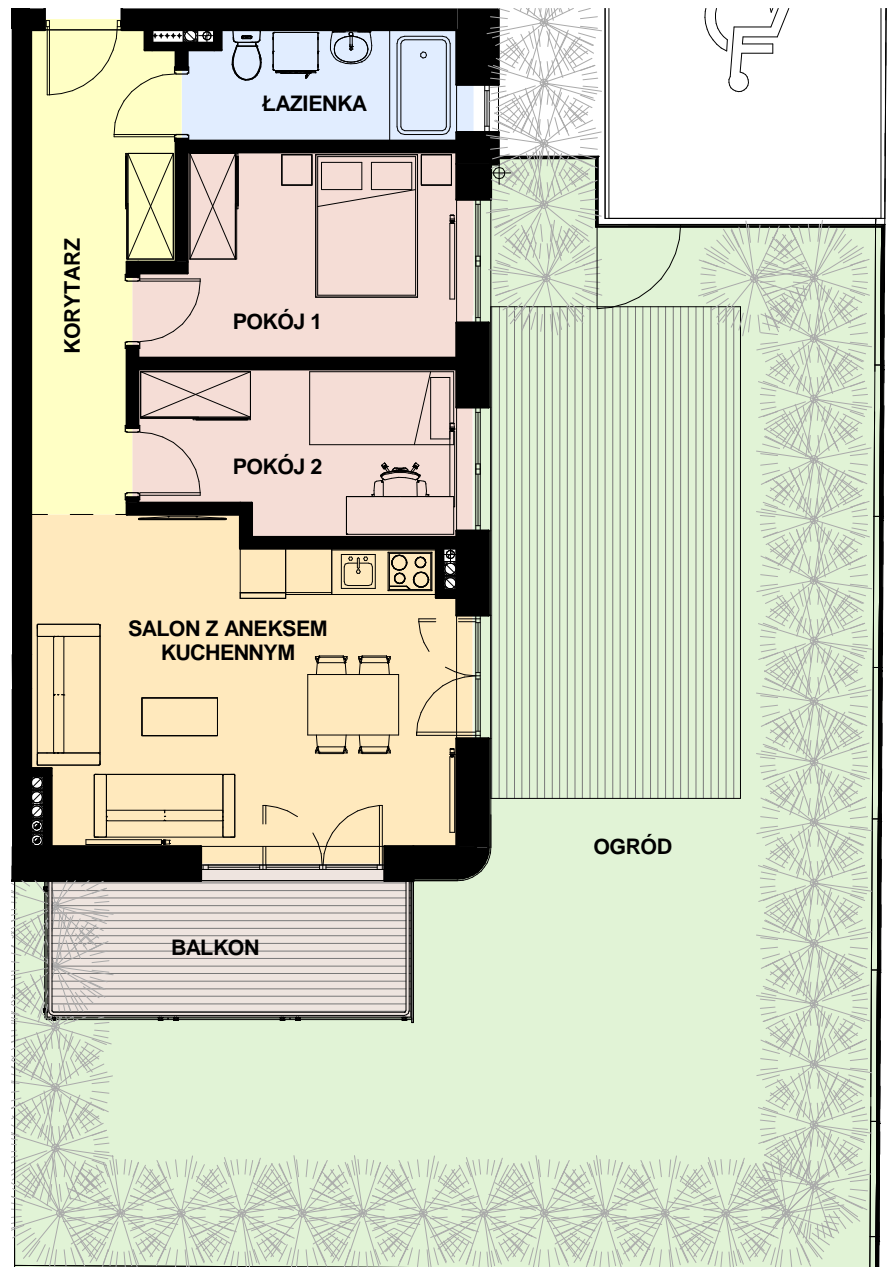 ŁAZIENKA
KORYTARZ
POKÓJ 1
POKÓJ 2
SALON Z ANEKSEM
KUCHENNYM
OGRÓD
BALKON